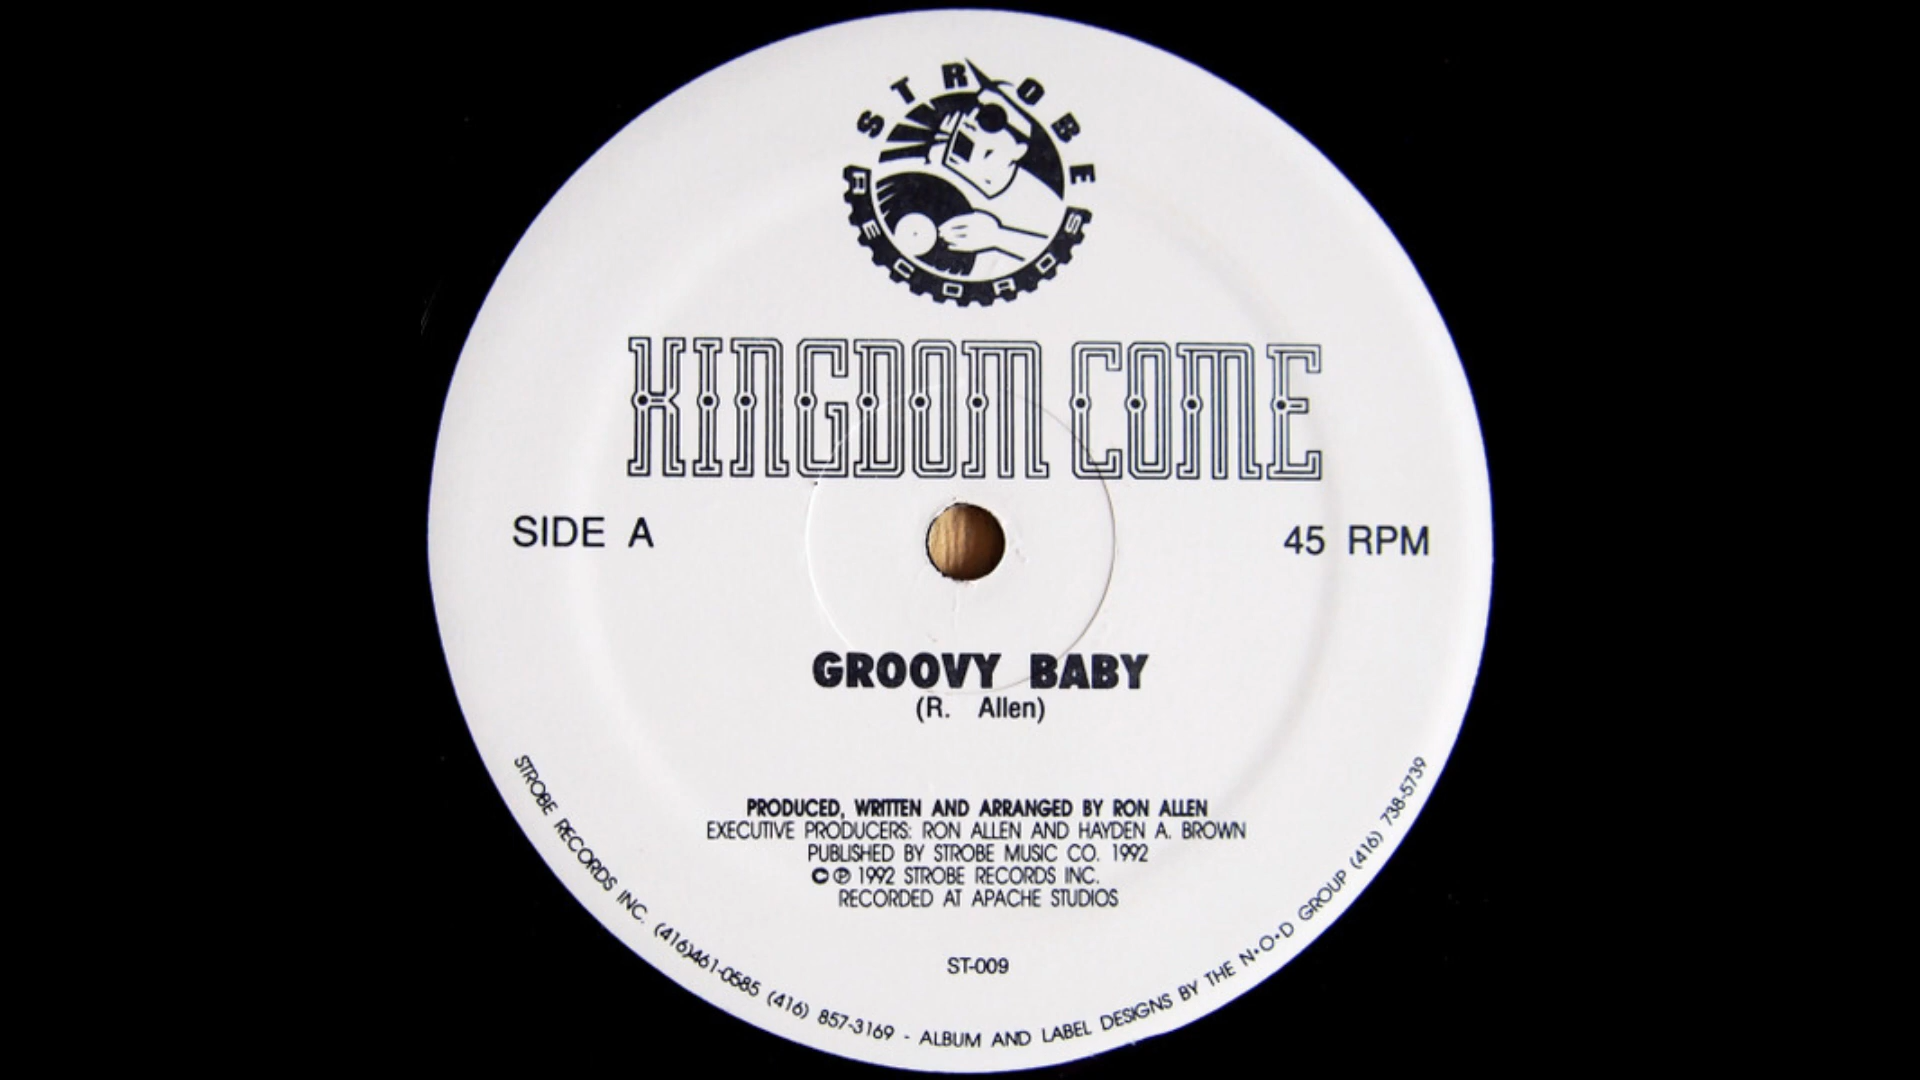 STROBE
RECORDS
KINGDOM COME
SIDE A
45 RPM
GROOVY BABY
(R. Allen)
PRODUCED, WRITTEN AND ARRANGED BY RON ALLEN
EXECUTIVE PRODUCERS: RON ALLEN AND HAYDEN A. BROWN
PUBLISHED BY STROBE MUSIC CO. 1992
© ℗ 1992 STROBE RECORDS INC.
RECORDED AT APACHE STUDIOS
ST-009
STROBE RECORDS INC. (416)461-0585 (416) 857-3169 - ALBUM AND LABEL DESIGNS BY THE N•O•D GROUP (416) 738-5739